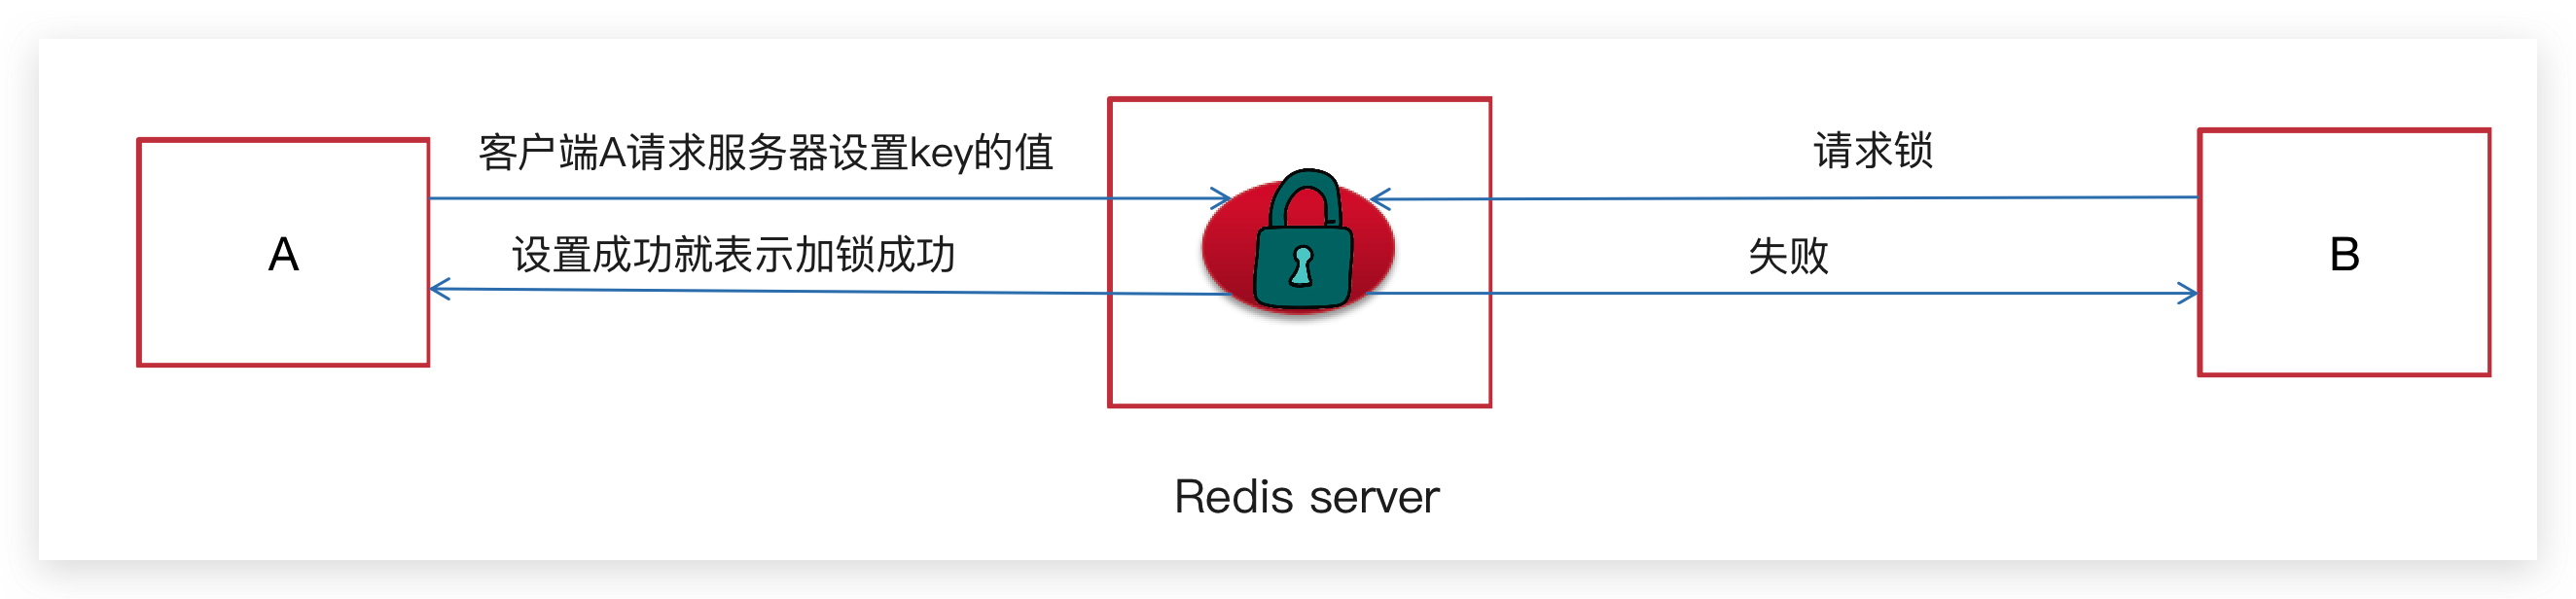 客户端A请求服务器设置key的值
请求锁
A
设置成功就表示加锁成功
失败
B
Redis server